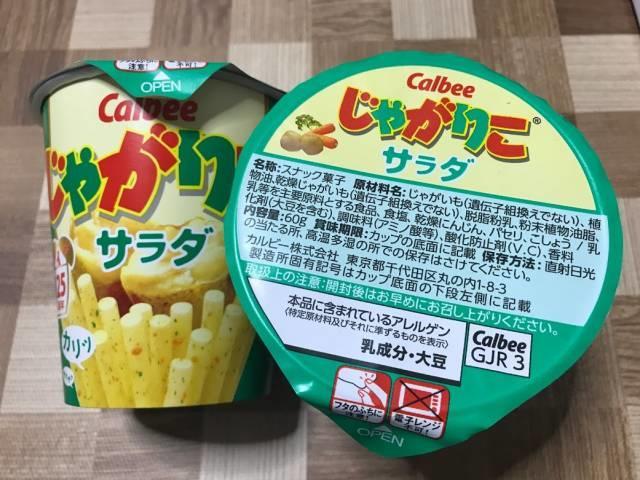 OPEN
Calbee
じゃがりこ
サラダ
カリッ
Calbee
じゃがりこ®
サラダ
名称:スナック菓子 原材料名:じゃがいも(遺伝子組換えでない)、植
物油、乾燥じゃがいも(遺伝子組換えでない)、脱脂粉乳、粉末植物油脂、
乳等を主要原料とする食品、食塩、乾燥にんじん、パセリ、こしょう / 乳
化剤(大豆を含む)、調味料(アミノ酸等)、酸化防止剤(V.C)、香料
内容量:60g 賞味期限:カップの底面に記載 保存方法:直射日光
の当たる所、高温多湿の所での保存はさけてください。
カルビー株式会社 東京都千代田区丸の内1-8-3
製造所固有記号はカップ底面の下段左側に記載
取扱上の注意:開封後はお早めにお召し上がりください。
本品に含まれているアレルゲン
(特定原材料及びそれに準ずるものを表示)
乳成分・大豆
Calbee
GJR 3
フタのふちに
注意!
電子レンジ
不可!
OPEN